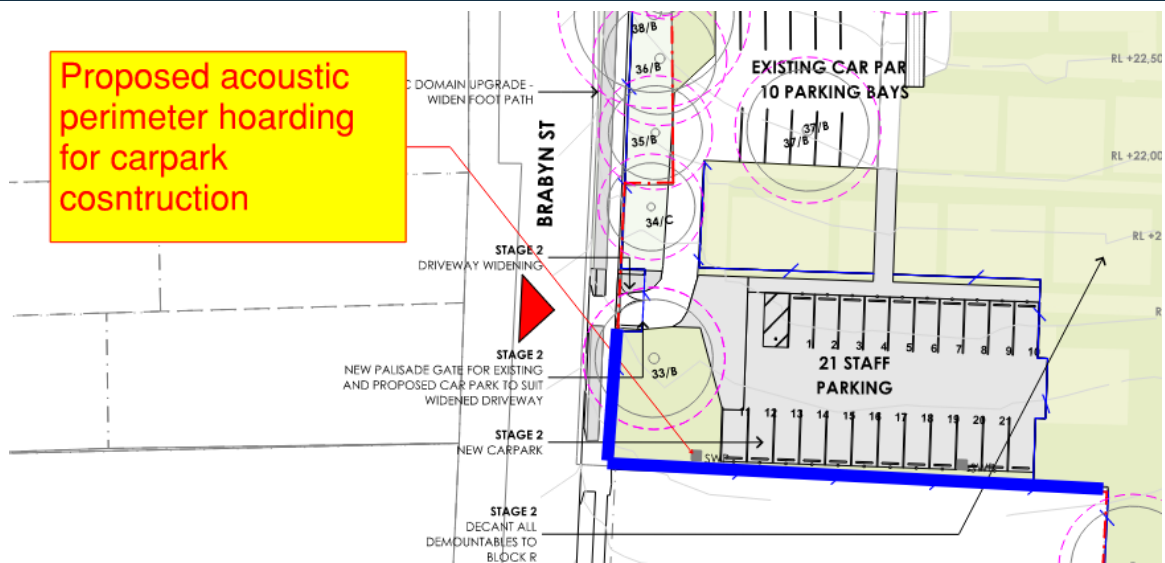 Proposed acoustic
perimeter hoarding
for carpark
cosntruction
C DOMAIN UPGRADE -
WIDEN FOOT PATH
BRABYN ST
38/B
36/B
35/B
34/C
33/B
EXISTING CAR PAR
10 PARKING BAYS
37/B
37/B
RL +22,50
RL +22,00
RL +2
R
STAGE 2
DRIVEWAY WIDENING
STAGE 2
NEW PALISADE GATE FOR EXISTING
AND PROPOSED CAR PARK TO SUIT
WIDENED DRIVEWAY
STAGE 2
NEW CARPARK
STAGE 2
DECANT ALL
DEMOUNTABLES TO
BLOCK R
1 2 3 4 5 6 7 8 9 10
21 STAFF
PARKING
11 12 13 14 15 16 17 18 19 20 21